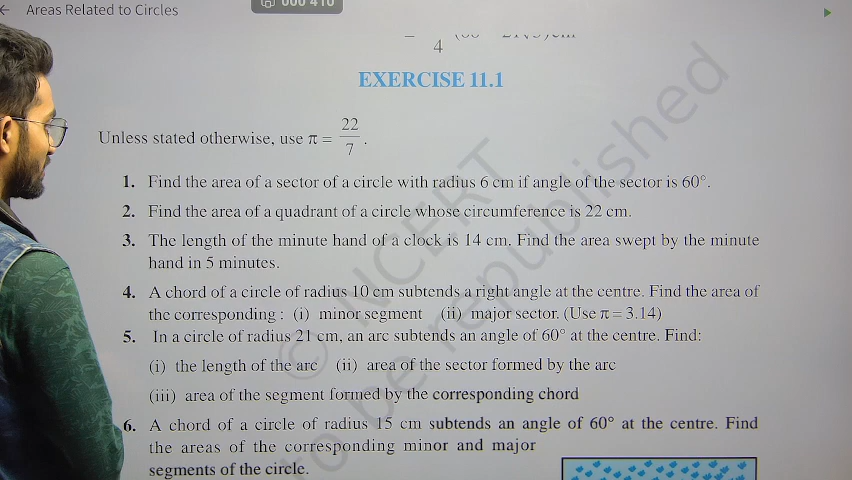 Areas Related to Circles
4
EXERCISE 11.1
Unless stated otherwise, use π = 22/7.
1. Find the area of a sector of a circle with radius 6 cm if angle of the sector is 60°.
2. Find the area of a quadrant of a circle whose circumference is 22 cm.
3. The length of the minute hand of a clock is 14 cm. Find the area swept by the minute
hand in 5 minutes.
4. A chord of a circle of radius 10 cm subtends a right angle at the centre. Find the area of
the corresponding : (i) minor segment (ii) major sector. (Use π = 3.14)
5. In a circle of radius 21 cm, an arc subtends an angle of 60° at the centre. Find:
(i) the length of the arc (ii) area of the sector formed by the arc
(iii) area of the segment formed by the corresponding chord
6. A chord of a circle of radius 15 cm subtends an angle of 60° at the centre. Find
the areas of the corresponding minor and major
segments of the circle.
© NCERT
to be republished